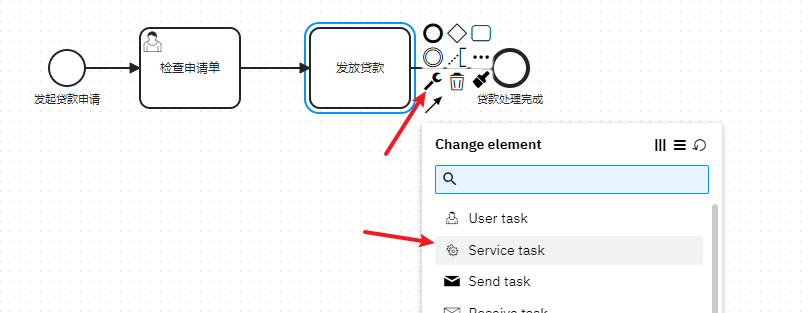 检查申请单
发放贷款
发起贷款申请
贷款处理完成
Change element
User task
Service task
Send task
Receive task